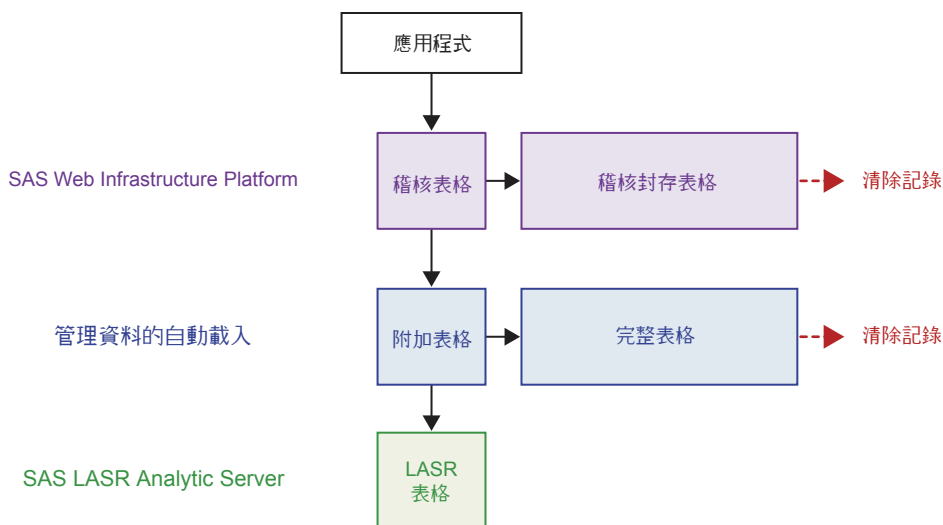 應用程式
SAS Web Infrastructure Platform
稽核表格
稽核封存表格
清除記錄
管理資料的自動載入
附加表格
完整表格
清除記錄
SAS LASR Analytic Server
LASR
表格